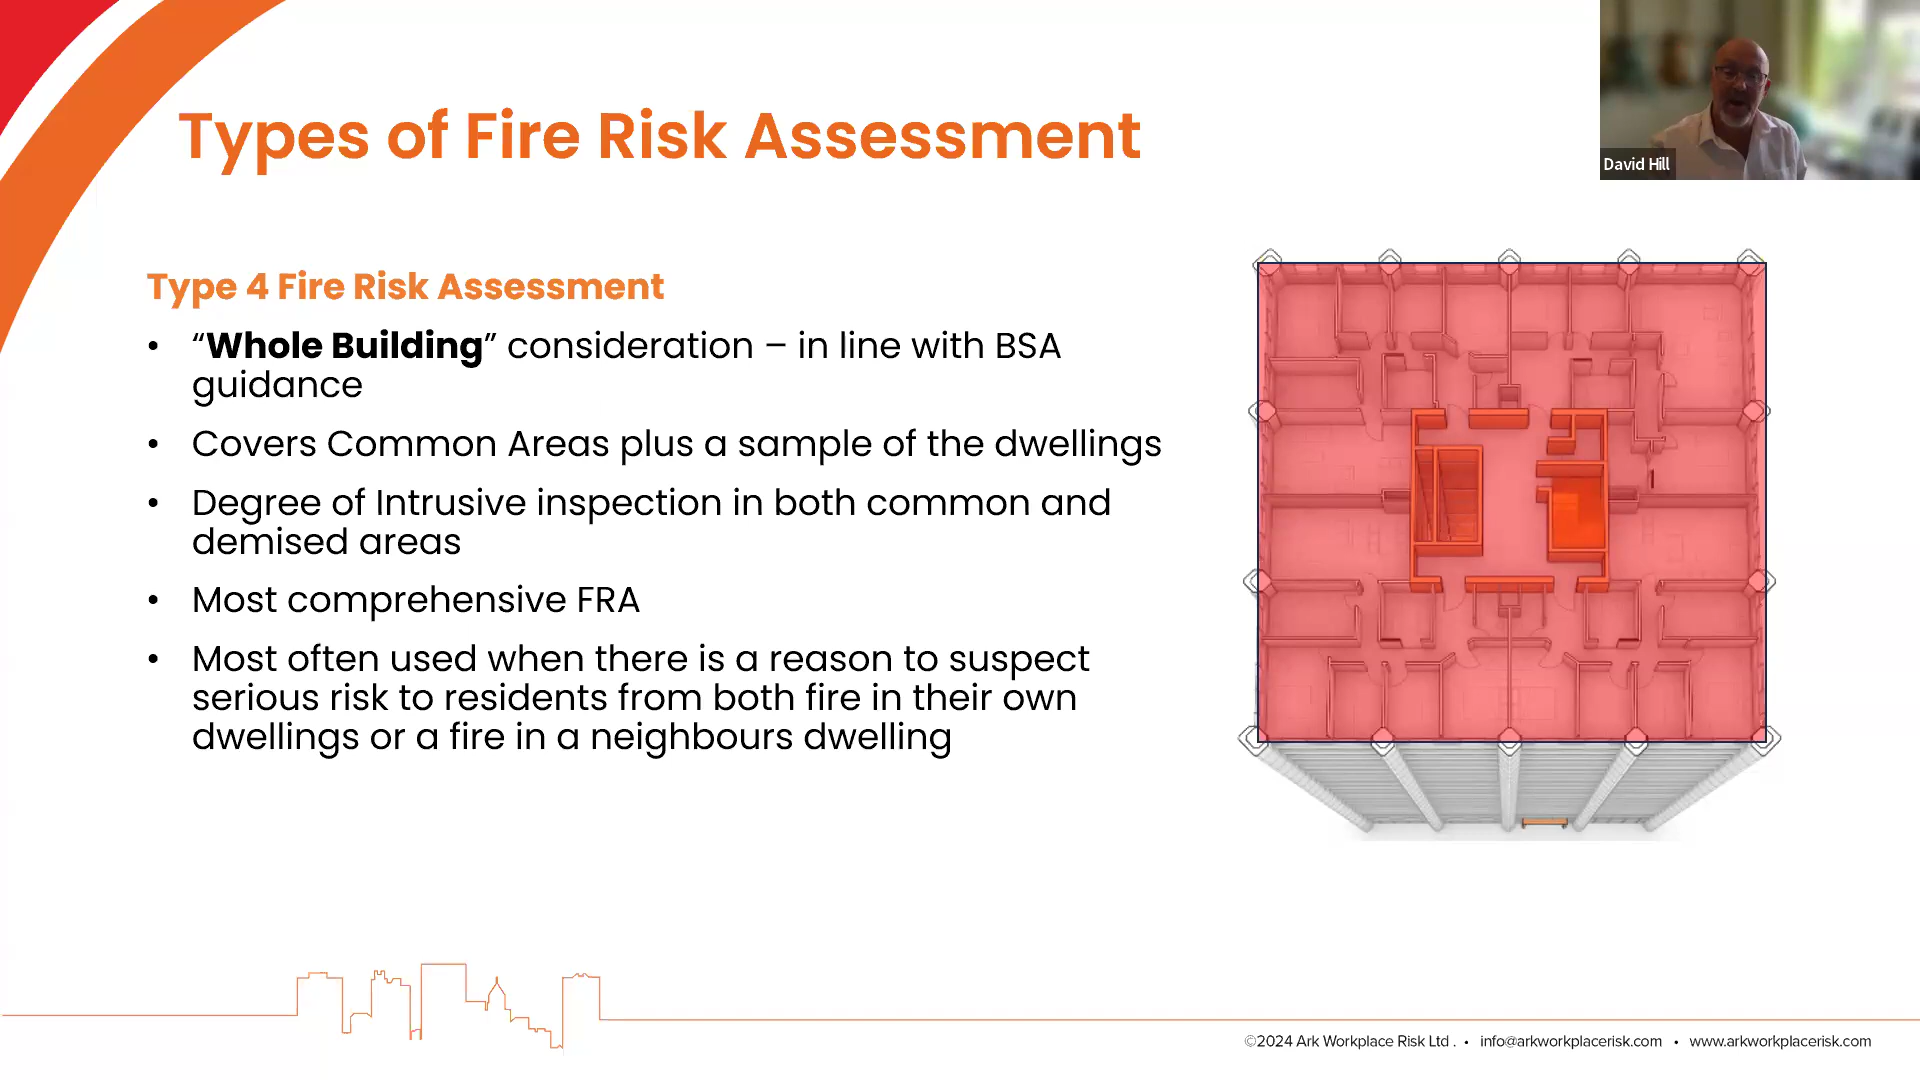 Types of Fire Risk Assessment
David Hill
Type 4 Fire Risk Assessment
• “Whole Building” consideration – in line with BSA
guidance
• Covers Common Areas plus a sample of the dwellings
• Degree of Intrusive inspection in both common and
demised areas
• Most comprehensive FRA
• Most often used when there is a reason to suspect
serious risk to residents from both fire in their own
dwellings or a fire in a neighbours dwelling
©2024 Ark Workplace Risk Ltd . • info@arkworkplacerisk.com • www.arkworkplacerisk.com